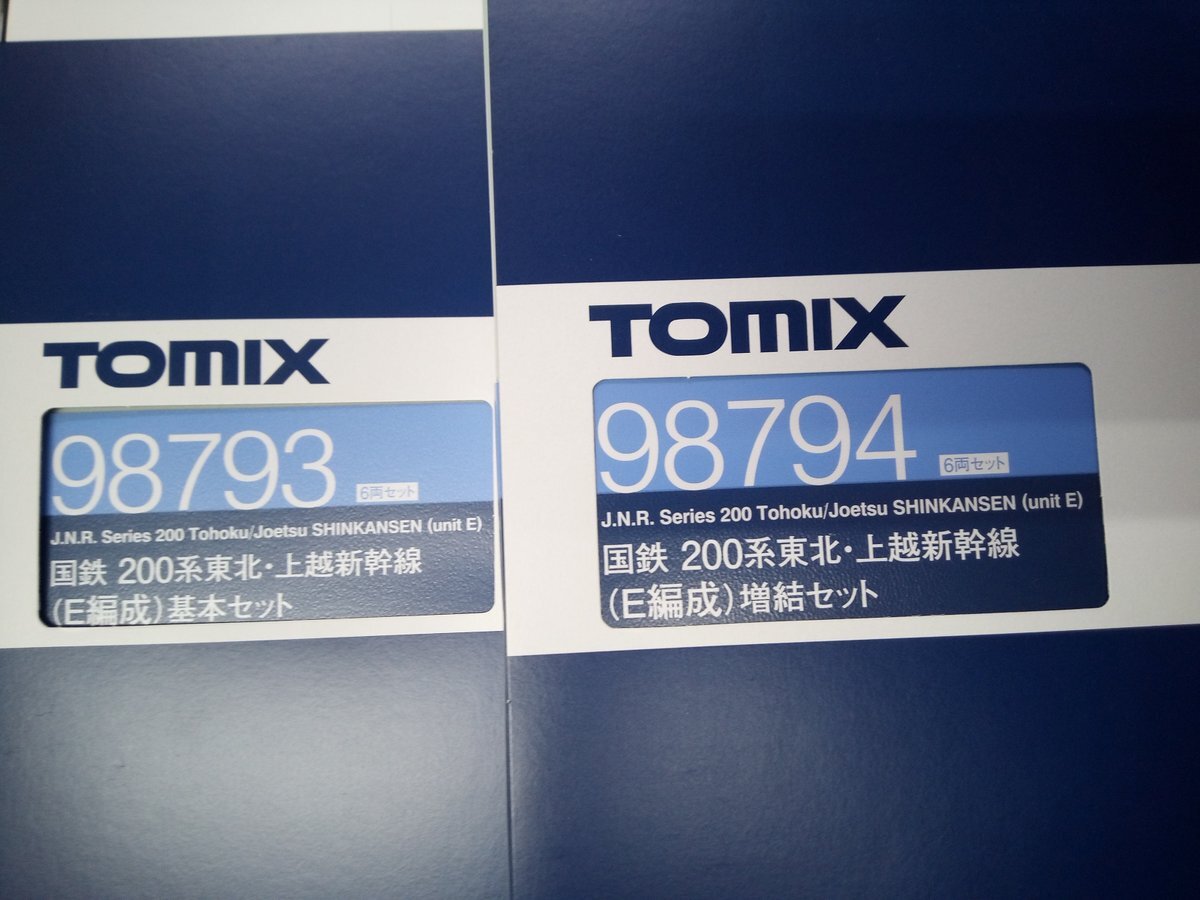 TOMIX
98793 6両セット
J.N.R. Series 200 Tohoku/Joetsu SHINKANSEN (unit E)
国鉄 200系東北・上越新幹線
(E編成)基本セット
TOMIX
98794 6両セット
J.N.R. Series 200 Tohoku/Joetsu SHINKANSEN (unit E)
国鉄 200系東北・上越新幹線
(E編成)増結セット